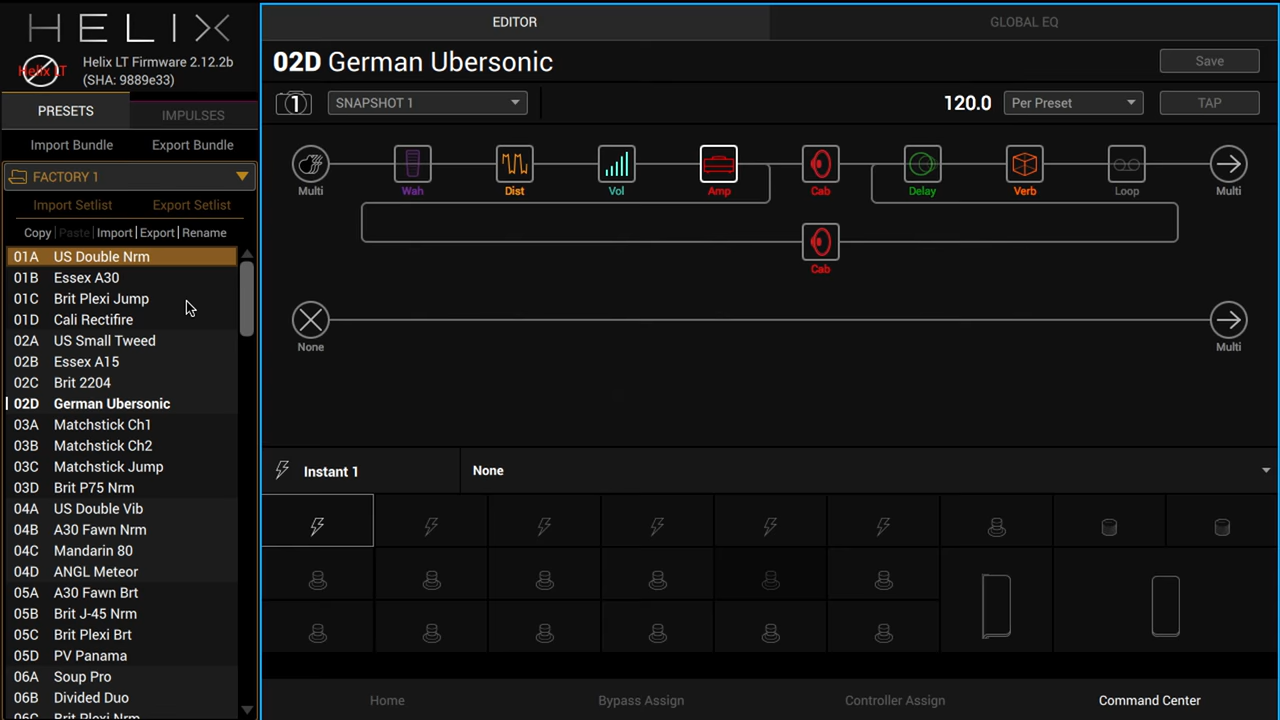 HELIX
Helix LT
Helix LT Firmware 2.12.2b
(SHA: 9889e33)
PRESETS
IMPULSES
Import Bundle
Export Bundle
FACTORY 1
Import Setlist
Export Setlist
Copy | Paste | Import | Export | Rename
01A US Double Nrm
01B Essex A30
01C Brit Plexi Jump
01D Cali Rectifire
02A US Small Tweed
02B Essex A15
02C Brit 2204
02D German Ubersonic
03A Matchstick Ch1
03B Matchstick Ch2
03C Matchstick Jump
03D Brit P75 Nrm
04A US Double Vib
04B A30 Fawn Nrm
04C Mandarin 80
04D ANGL Meteor
05A A30 Fawn Brt
05B Brit J-45 Nrm
05C Brit Plexi Brt
05D PV Panama
06A Soup Pro
06B Divided Duo
06C Brit Plexi Nrm
EDITOR
GLOBAL EQ
02D German Ubersonic
Save
1
SNAPSHOT 1
120.0
Per Preset
TAP
Multi
Wah
Dist
Vol
Amp
Cab
Delay
Verb
Loop
Multi
Cab
None
Multi
Instant 1
None
Home
Bypass Assign
Controller Assign
Command Center